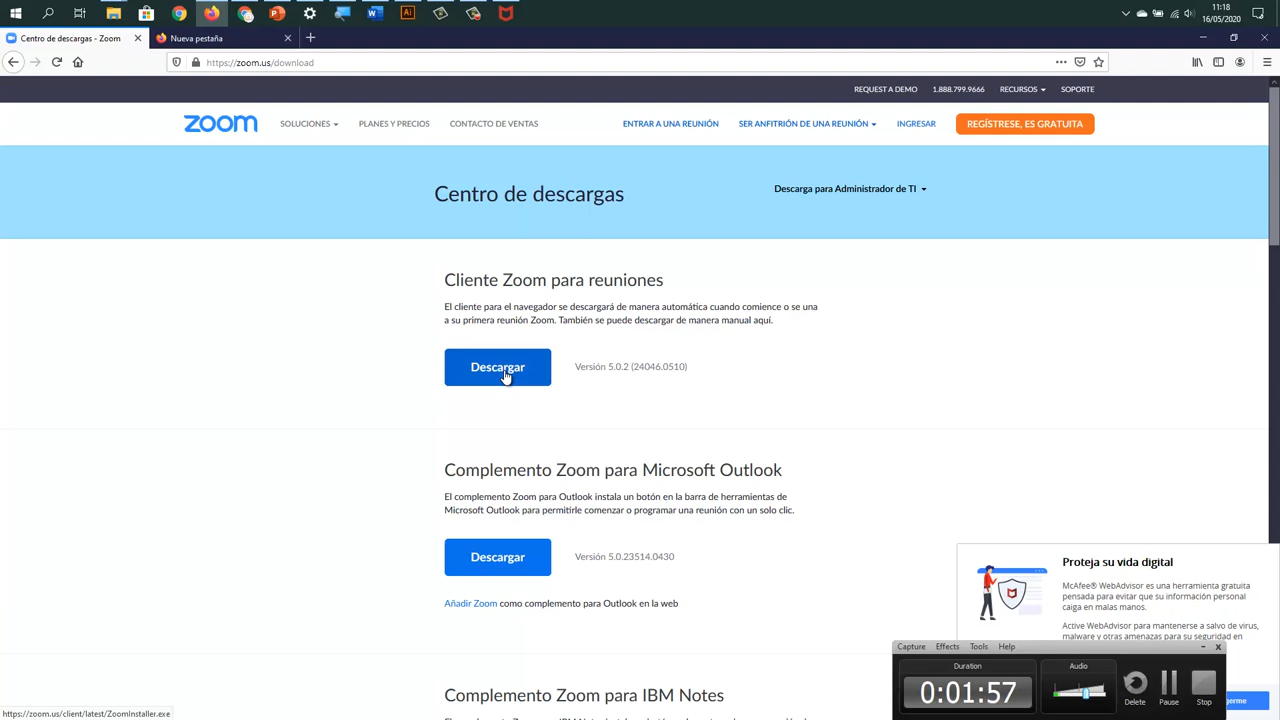 11:18
16/05/2020
Centro de descargas - Zoom
Nueva pestaña
https://zoom.us/download
REQUEST A DEMO 1.888.799.9666 RECURSOS SOPORTE
zoom SOLUCIONES PLANES Y PRECIOS CONTACTO DE VENTAS ENTRAR A UNA REUNIÓN SER ANFITRIÓN DE UNA REUNIÓN INGRESAR REGÍSTRESE, ES GRATUITA
Centro de descargas Descarga para Administrador de TI
Cliente Zoom para reuniones
El cliente para el navegador se descargará de manera automática cuando comience o se una
a su primera reunión Zoom. También se puede descargar de manera manual aquí.
Descargar Versión 5.0.2 (24046.0510)
Complemento Zoom para Microsoft Outlook
El complemento Zoom para Outlook instala un botón en la barra de herramientas de
Microsoft Outlook para permitirle comenzar o programar una reunión con un solo clic.
Descargar Versión 5.0.23514.0430
Añadir Zoom como complemento para Outlook en la web
Complemento Zoom para IBM Notes
Proteja su vida digital
McAfee® WebAdvisor es una herramienta gratuita
pensada para evitar que su información personal
caiga en malas manos.
Active WebAdvisor para mantenerse a salvo de virus,
malware y otras amenazas para su seguridad en
Capture Effects Tools Help
Duration Audio
0:01:57
Delete Pause Stop
germe
https://zoom.us/client/latest/ZoomInstaller.exe